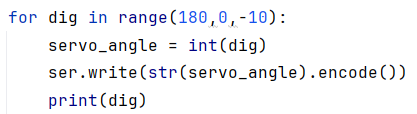 for dig in range(180,0,-10):
    servo_angle = int(dig)
    ser.write(str(servo_angle).encode())
    print(dig)